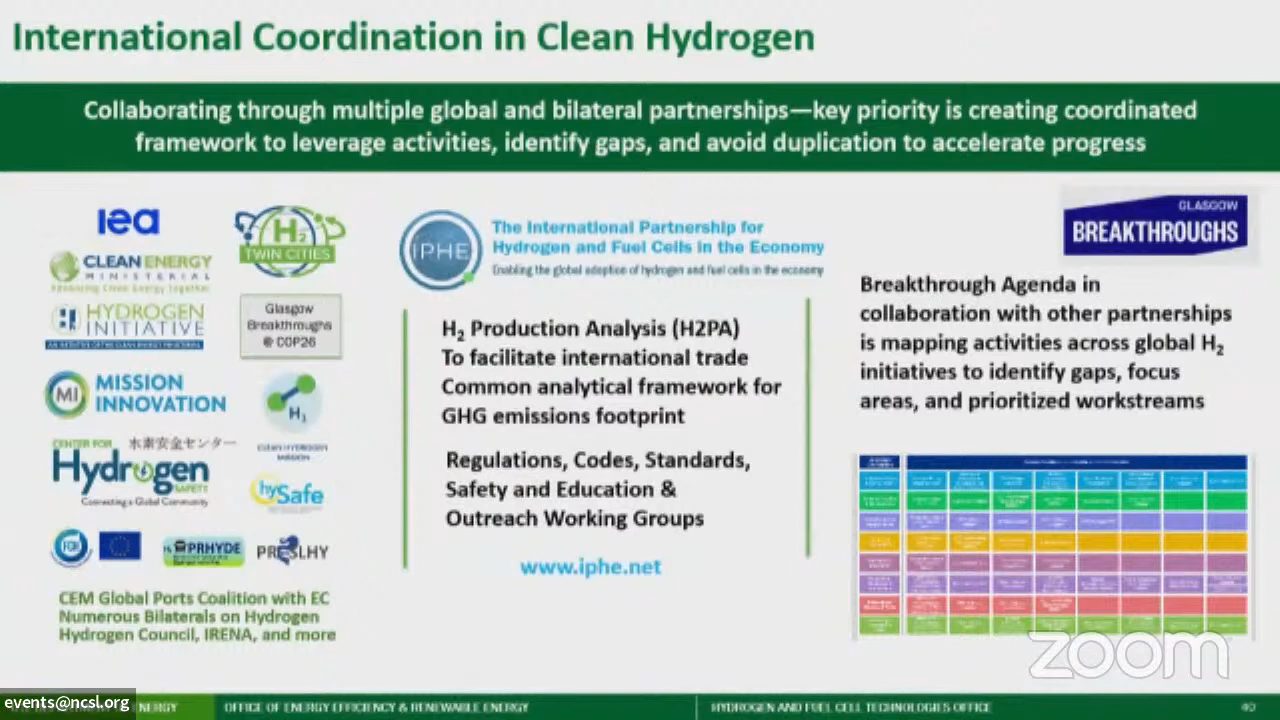 International Coordination in Clean Hydrogen
Collaborating through multiple global and bilateral partnerships—key priority is creating coordinated
framework to leverage activities, identify gaps, and avoid duplication to accelerate progress
iea
H2
TWIN CITIES
CLEAN ENERGY
MINISTERIAL
Advancing Clean Energy Together
HYDROGEN
INITIATIVE
AN INITIATIVE OF THE CLEAN ENERGY MINISTERIAL
Glasgow
Breakthroughs
@ COP26
MI MISSION
INNOVATION
H2
CLEAN HYDROGEN
MISSION
CENTER FOR 水素安全センター
Hydrogen
SAFETY
Connecting a Global Community
hySafe
FCH
PRHYDE
PRESLHY
CEM Global Ports Coalition with EC
Numerous Bilaterals on Hydrogen
Hydrogen Council, IRENA, and more
IPHE
The International Partnership for
Hydrogen and Fuel Cells in the Economy
Enabling the global adoption of hydrogen and fuel cells in the economy
H2 Production Analysis (H2PA)
To facilitate international trade
Common analytical framework for
GHG emissions footprint
Regulations, Codes, Standards,
Safety and Education &
Outreach Working Groups
www.iphe.net
GLASGOW
BREAKTHROUGHS
Breakthrough Agenda in
collaboration with other partnerships
is mapping activities across global H2
initiatives to identify gaps, focus
areas, and prioritized workstreams
zoom
events@ncsl.org
ENERGY
OFFICE OF ENERGY EFFICIENCY & RENEWABLE ENERGY
HYDROGEN AND FUEL CELL TECHNOLOGIES OFFICE
40